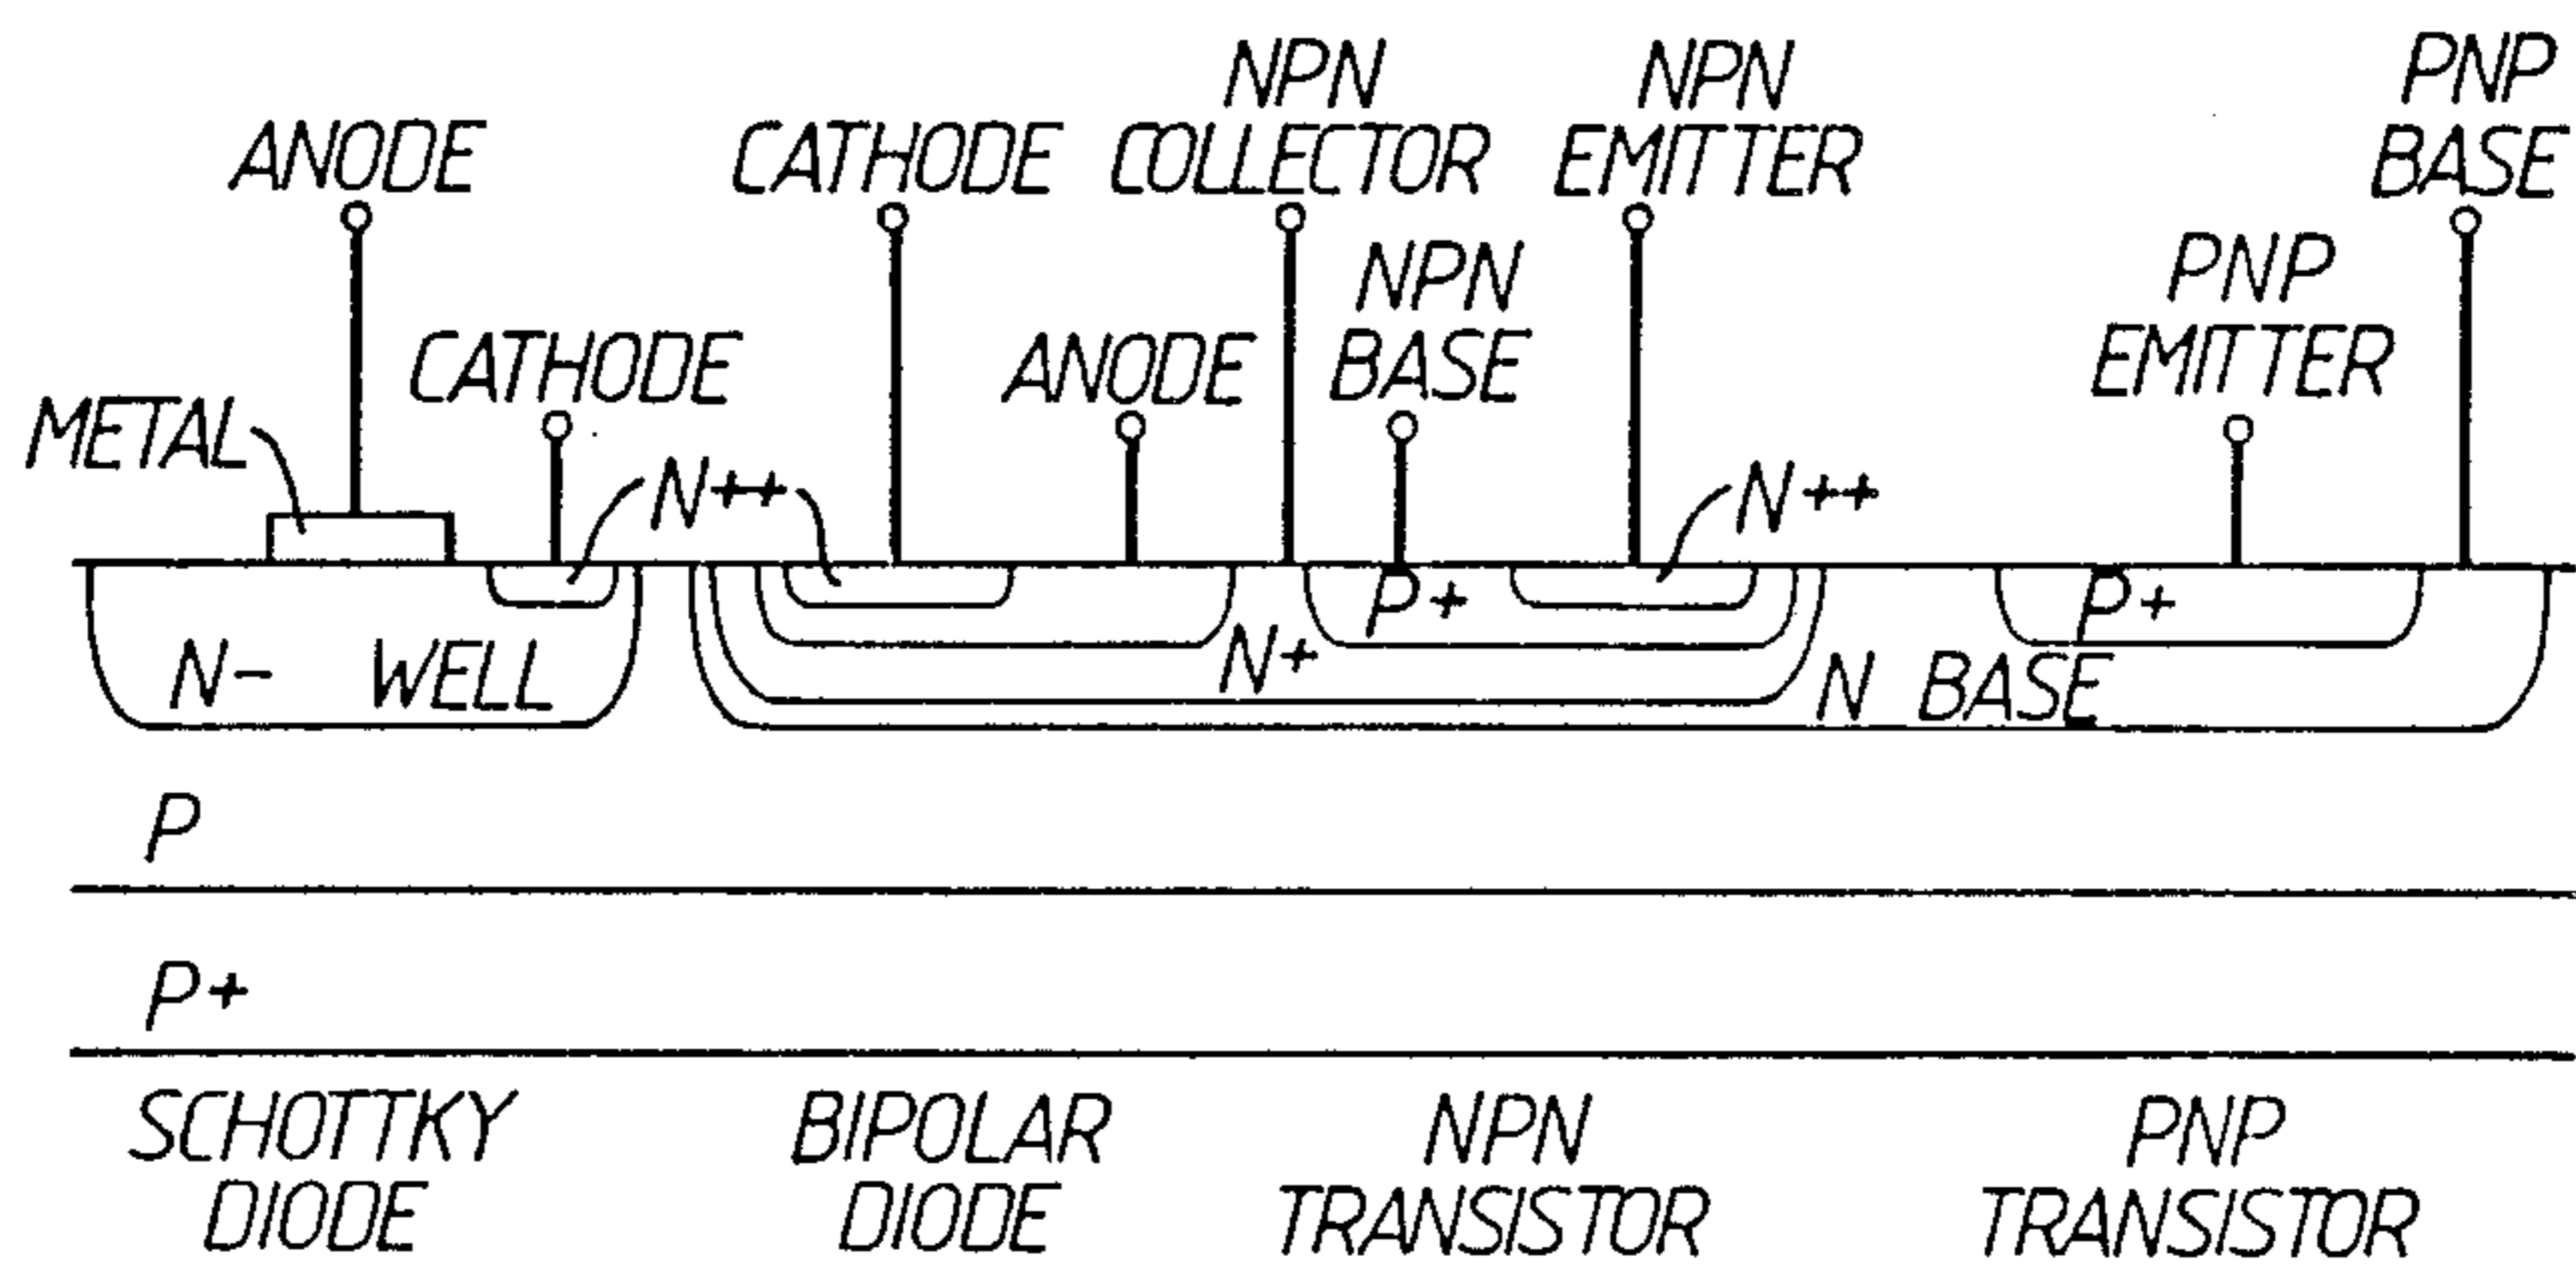 NPN
NPN
PNP
ANODE
CATHODE
COLLECTOR
EMITTER
BASE
NPN
PNP
CATHODE
ANODE
BASE
EMITTER
METAL
N++
N++
P+
P+
N- WELL
N+
N BASE
P
P+
SCHOTTKY
BIPOLAR
NPN
PNP
DIODE
DIODE
TRANSISTOR
TRANSISTOR